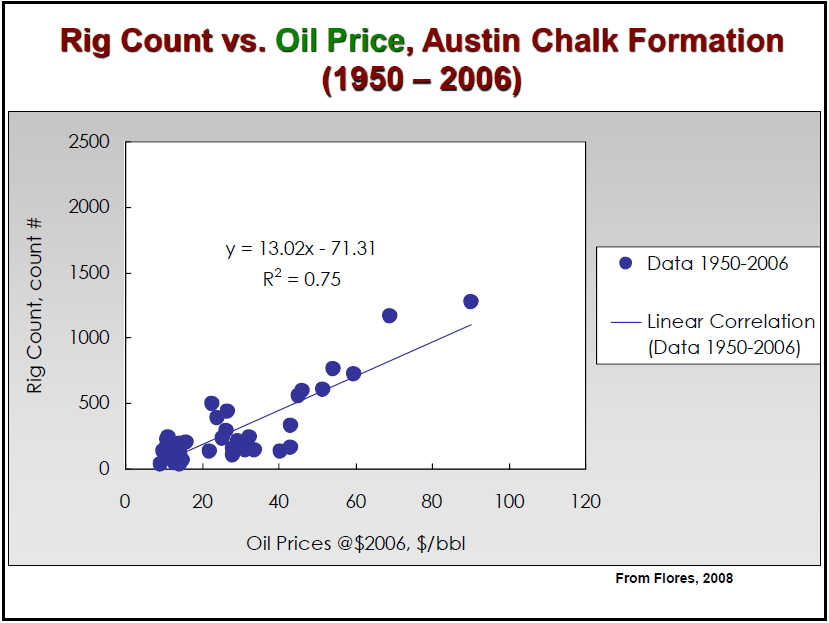 Rig Count vs. Oil Price, Austin Chalk Formation
(1950 – 2006)
2500
2000
1500
1000
500
0
Rig Count, count #
y = 13.02x - 71.31
R² = 0.75
0 20 40 60 80 100 120
Oil Prices @$2006, $/bbl
Data 1950-2006
Linear Correlation
(Data 1950-2006)
From Flores, 2008